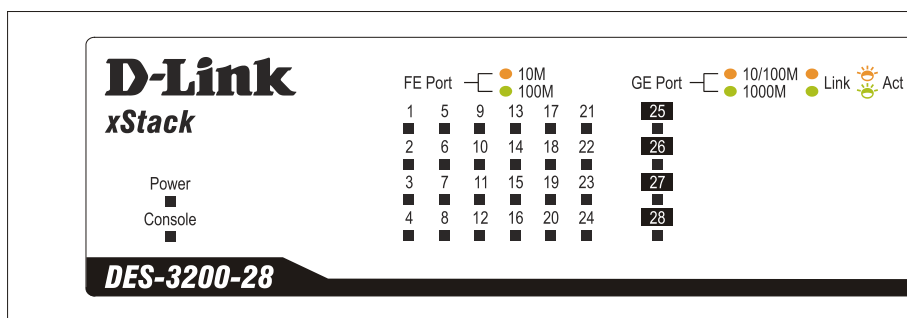 D-Link
xStack
Power
Console
FE Port 10M
100M
1 5 9 13 17 21
2 6 10 14 18 22
3 7 11 15 19 23
4 8 12 16 20 24
GE Port 10/100M Link Act
1000M
25
26
27
28
DES-3200-28